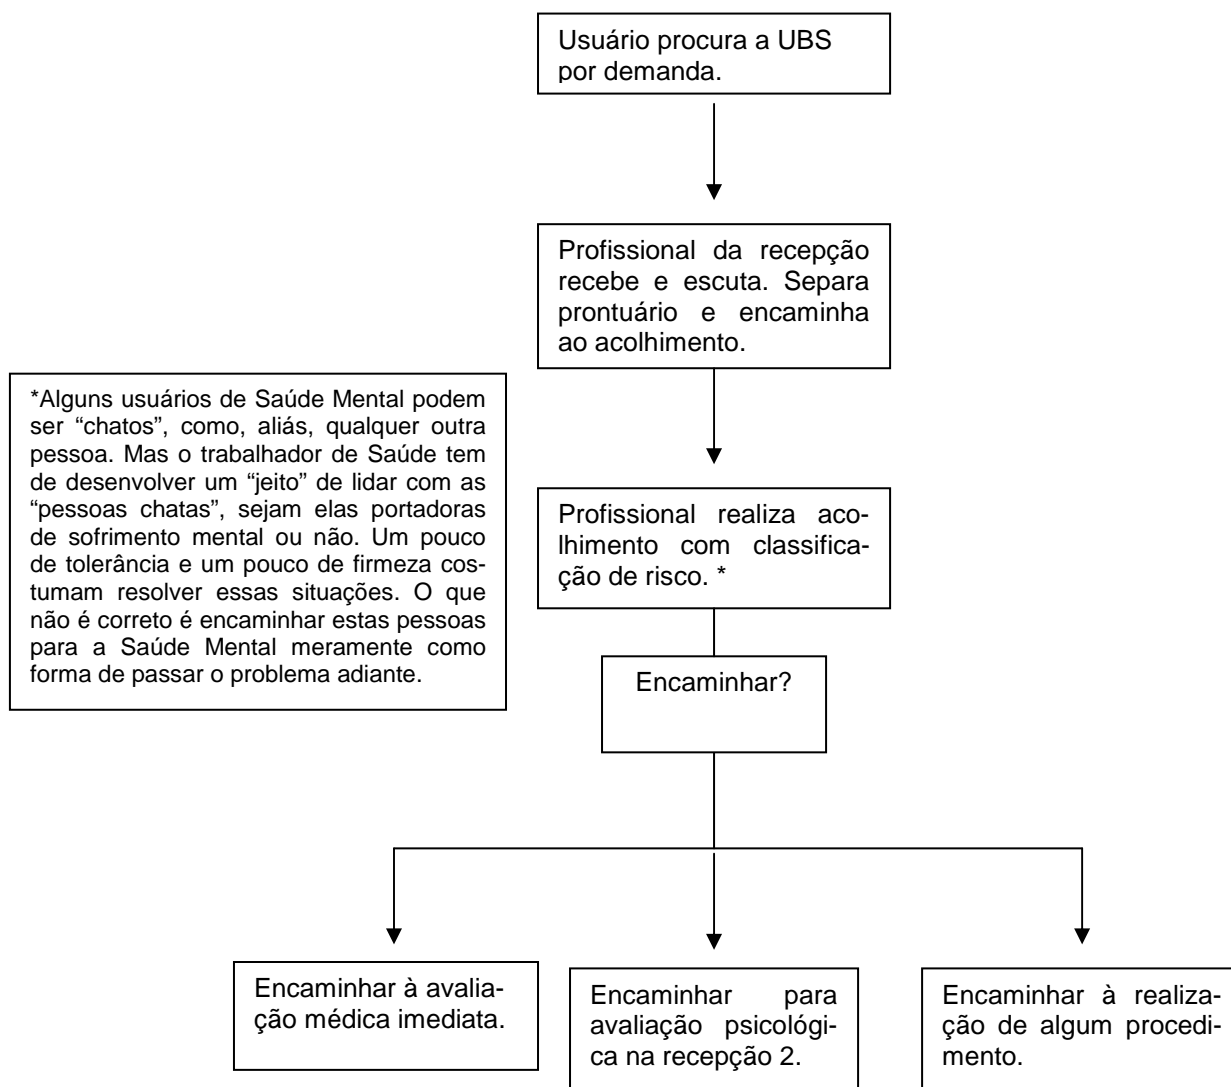 Usuário procura a UBS
por demanda.
Profissional da recepção
recebe e escuta. Separa
prontuário e encaminha
ao acolhimento.
*Alguns usuários de Saúde Mental podem
ser “chatos”, como, aliás, qualquer outra
pessoa. Mas o trabalhador de Saúde tem
de desenvolver um “jeito” de lidar com as
“pessoas chatas”, sejam elas portadoras
de sofrimento mental ou não. Um pouco
de tolerância e um pouco de firmeza cos-
tumam resolver essas situações. O que
não é correto é encaminhar estas pessoas
para a Saúde Mental meramente como
forma de passar o problema adiante.
Profissional realiza aco-
lhimento com classifica-
ção de risco. *
Encaminhar?
Encaminhar à avalia-
ção médica imediata.
Encaminhar para
avaliação psicológi-
ca na recepção 2.
Encaminhar à realiza-
ção de algum procedi-
mento.